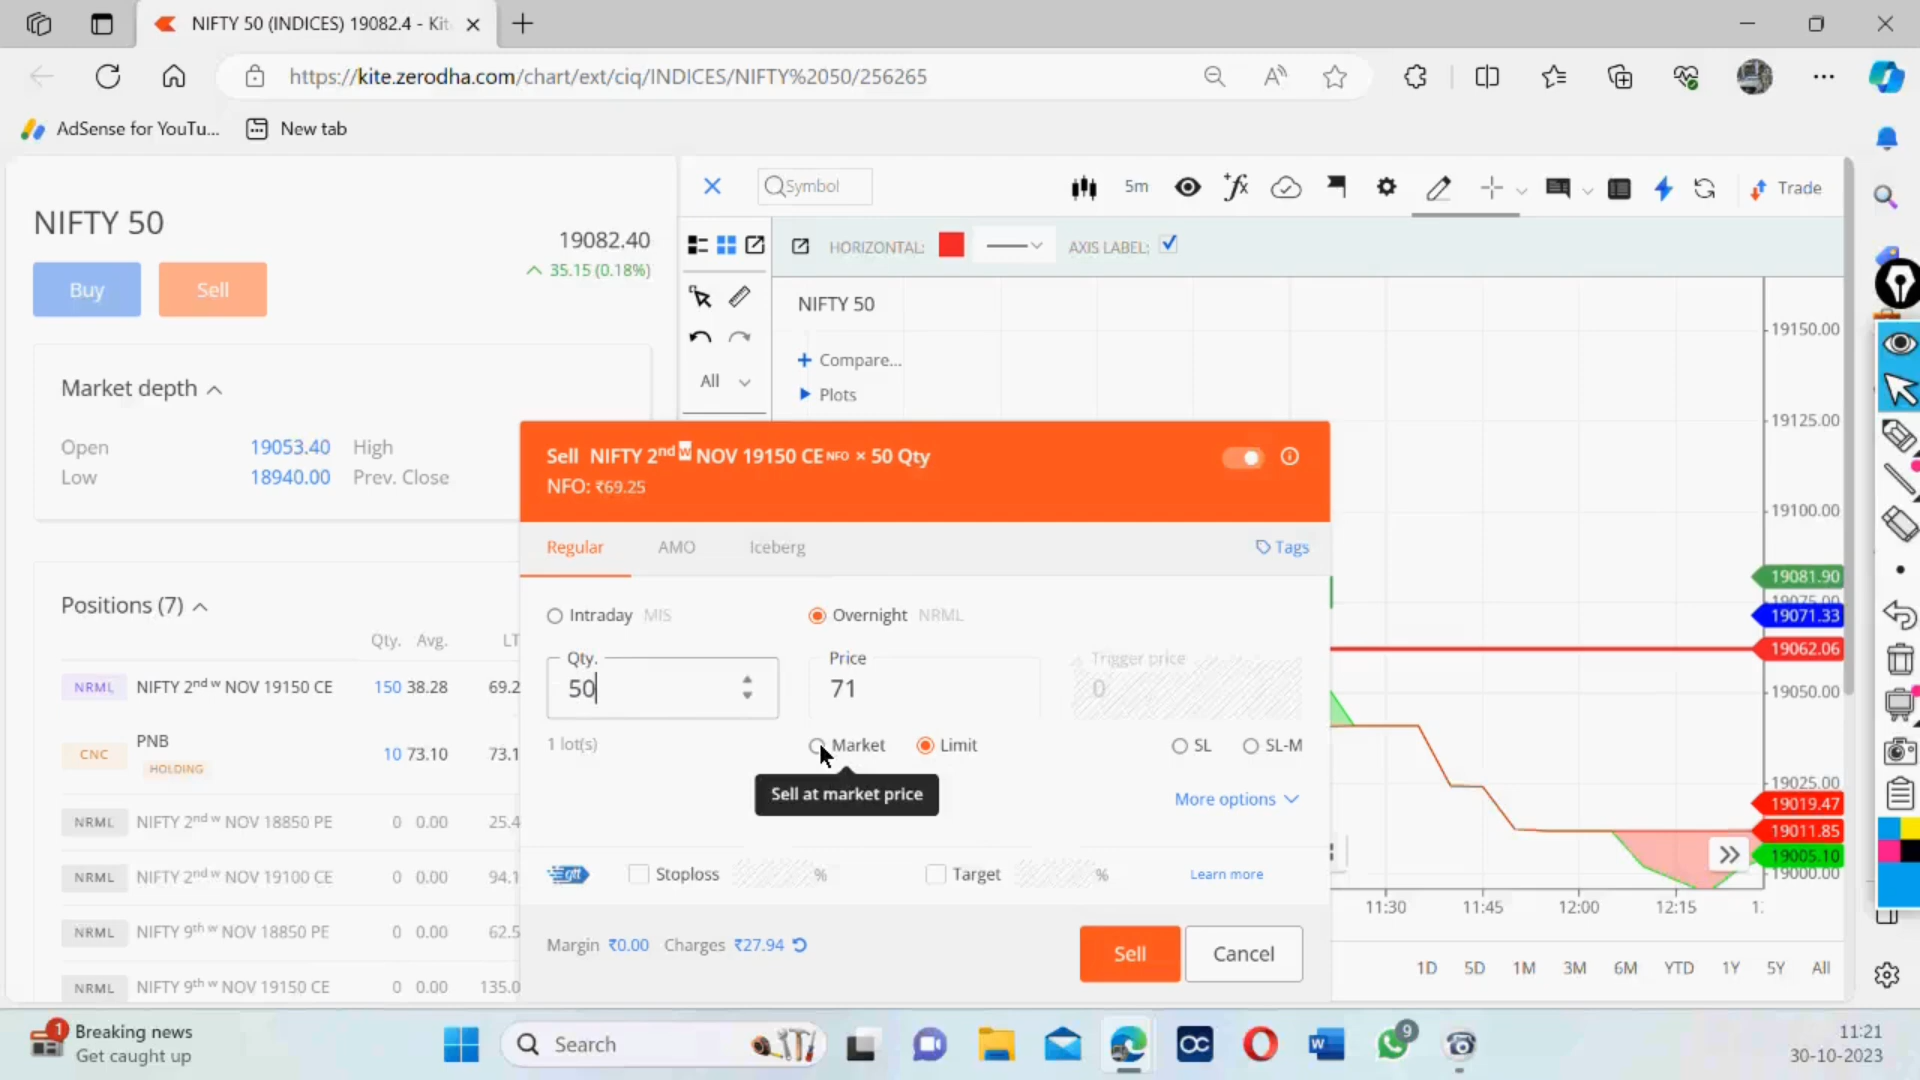 NIFTY 50 (INDICES) 19082.4 - Kit
https://kite.zerodha.com/chart/ext/ciq/INDICES/NIFTY%2050/256265
AdSense for YouTu...
New tab
NIFTY 50
19082.40
35.15 (0.18%)
Buy
Sell
Market depth
Open 19053.40 High
Low 18940.00 Prev. Close
Positions (7)
Qty. Avg. LT
NRML NIFTY 2nd w NOV 19150 CE 150 38.28 69.2
CNC PNB HOLDING 10 73.10 73.1
NRML NIFTY 2nd w NOV 18850 PE 0 0.00 25.4
NRML NIFTY 2nd w NOV 19100 CE 0 0.00 94.1
NRML NIFTY 9th w NOV 18850 PE 0 0.00 62.5
NRML NIFTY 9th w NOV 19150 CE 0 0.00 135.0
Symbol
5m
Trade
HORIZONTAL:
AXIS LABEL:
All
NIFTY 50
+ Compare...
Plots
Sell NIFTY 2nd w NOV 19150 CE NFO × 50 Qty
NFO: ₹69.25
Regular AMO Iceberg Tags
Intraday MIS Overnight NRML
Qty. Price Trigger price
50 71 0
1 lot(s) Market Limit SL SL-M
Sell at market price
More options
gtt Stoploss % Target % Learn more
Margin ₹0.00 Charges ₹27.94
Sell
Cancel
19150.00
19125.00
19100.00
19081.90
19075.00
19071.33
19062.06
19050.00
19025.00
19019.47
19011.85
19005.10
19000.00
11:30 11:45 12:00 12:15 1:
1D 5D 1M 3M 6M YTD 1Y 5Y All
1
Breaking news
Get caught up
Search
9
11:21
30-10-2023